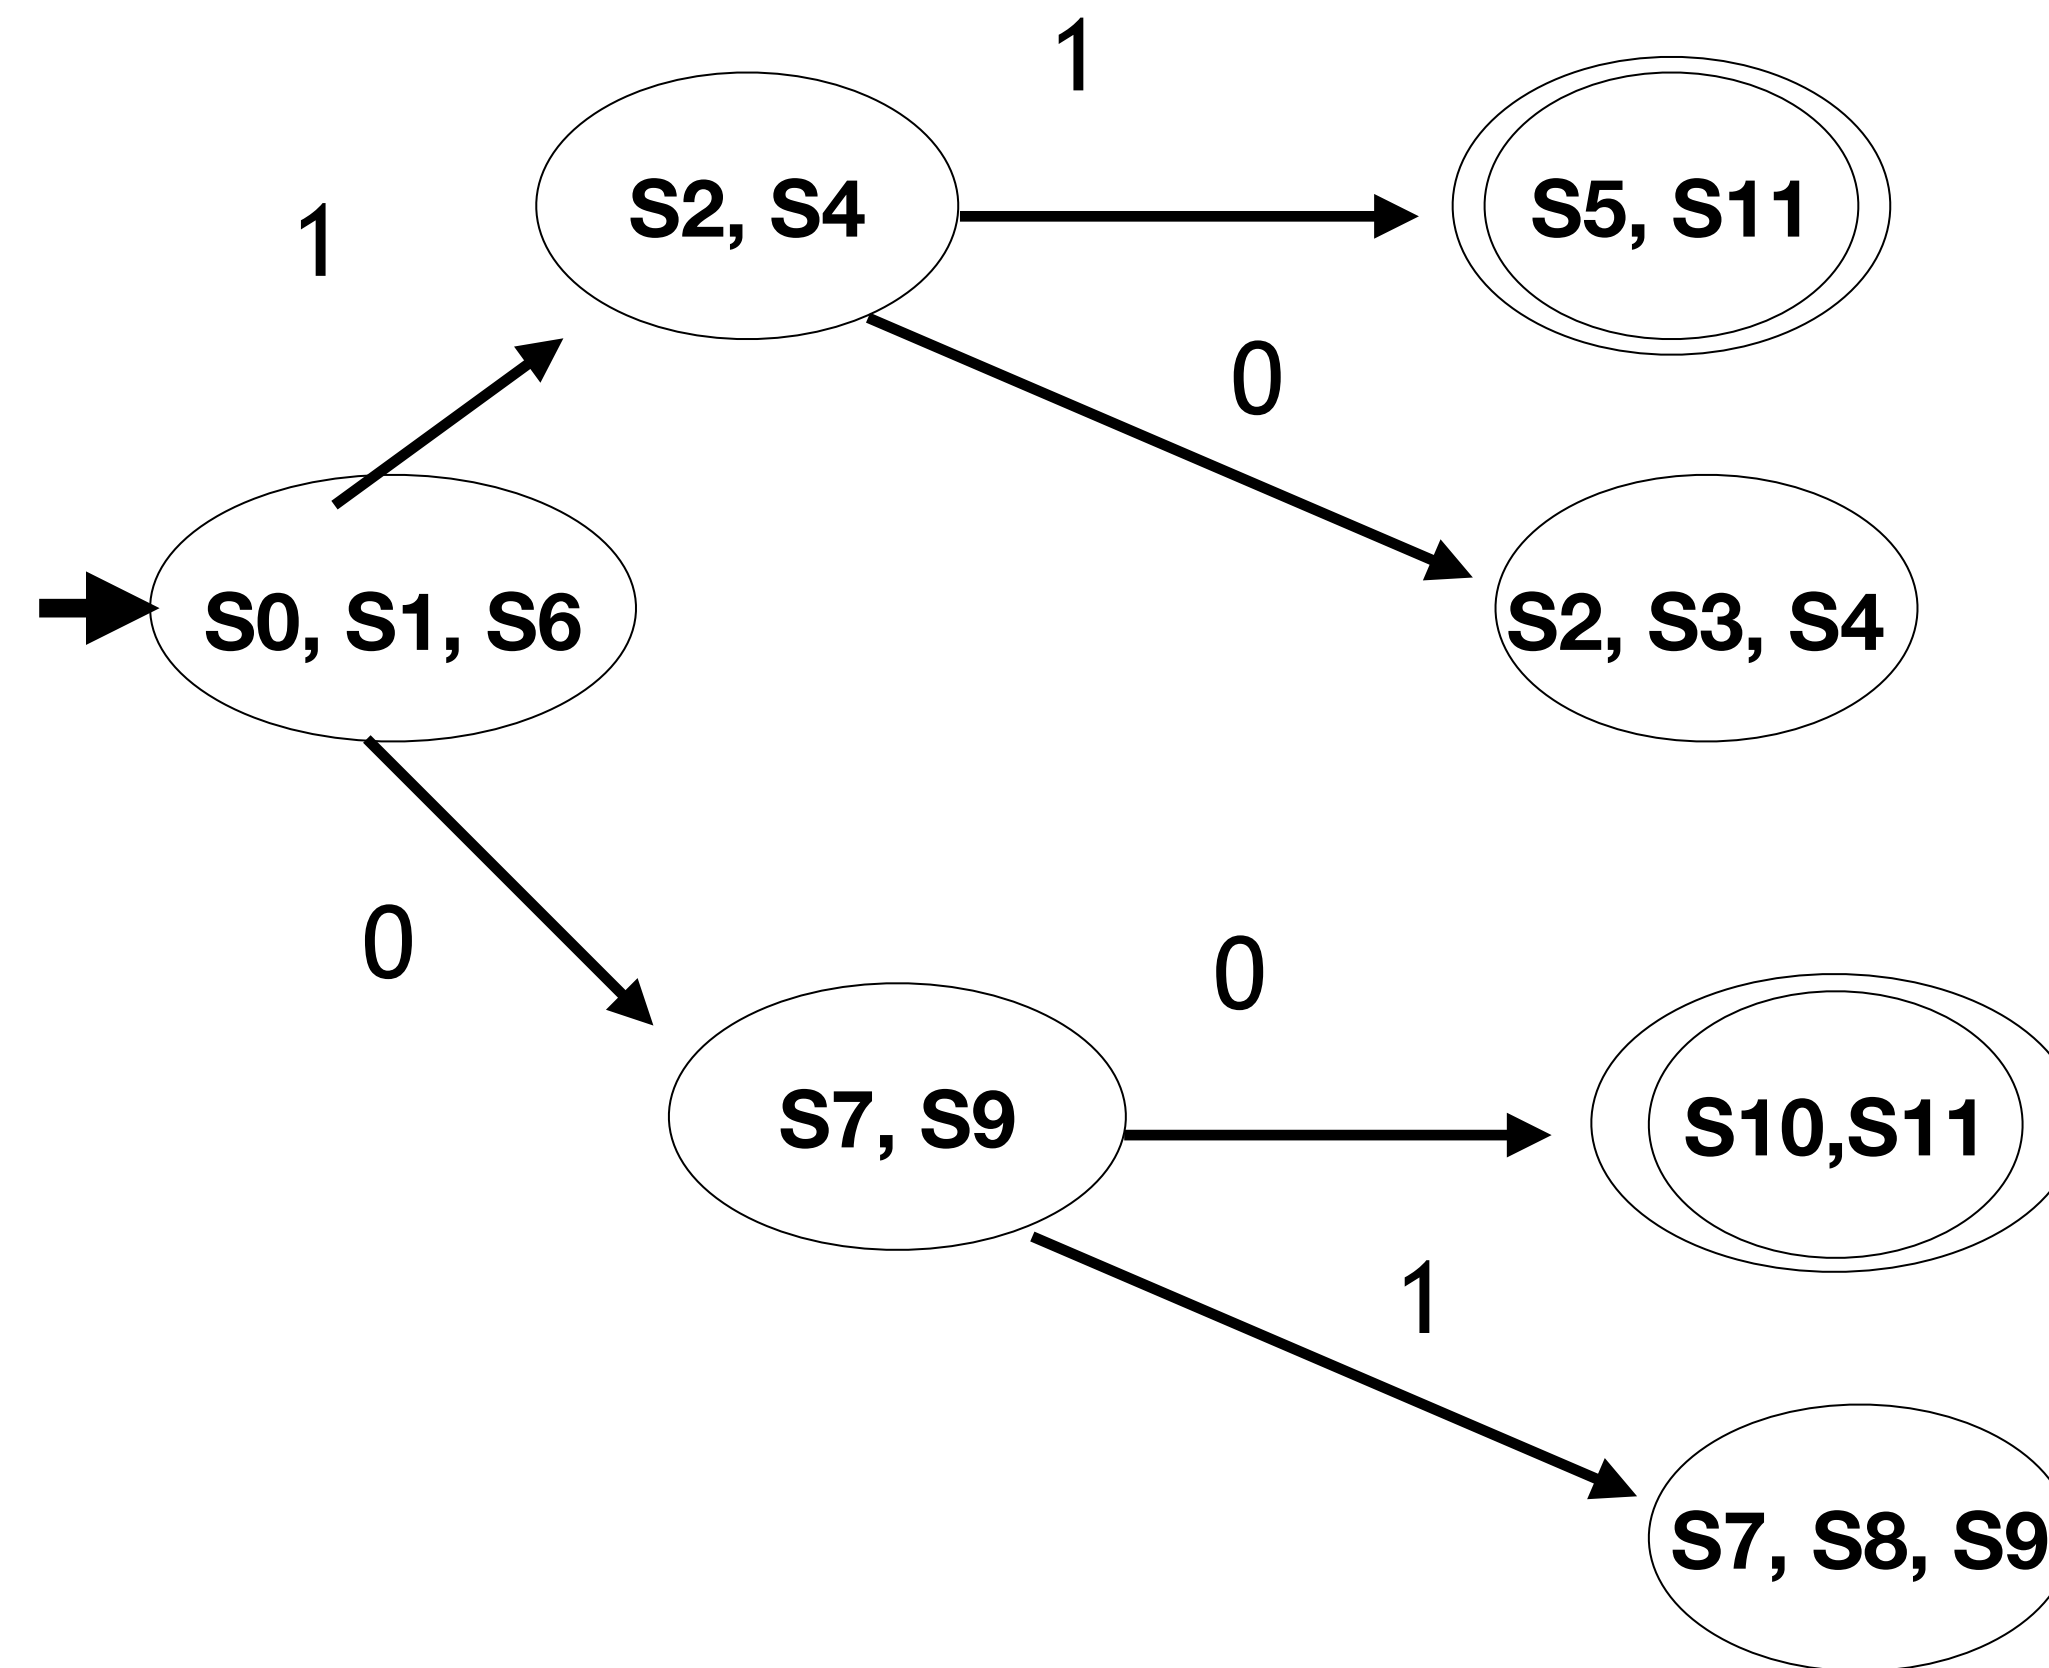 1
S2, S4
S5, S11
1
0
S0, S1, S6
S2, S3, S4
0
0
S7, S9
S10,S11
1
S7, S8, S9